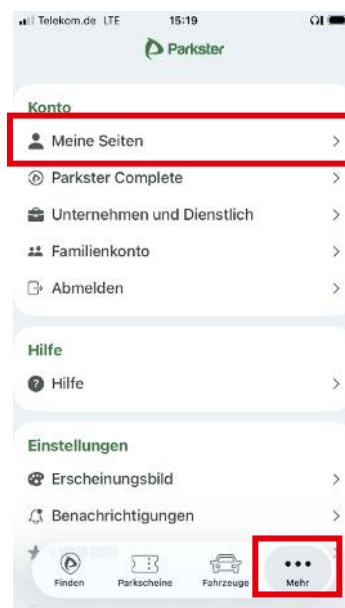 Telekom.de LTE 15:19
Parkster
Konto
Meine Seiten
Parkster Complete
Unternehmen und Dienstlich
Familienkonto
Abmelden
Hilfe
Hilfe
Einstellungen
Erscheinungsbild
Benachrichtigungen
Finden Parkscheine Fahrzeuge Mehr